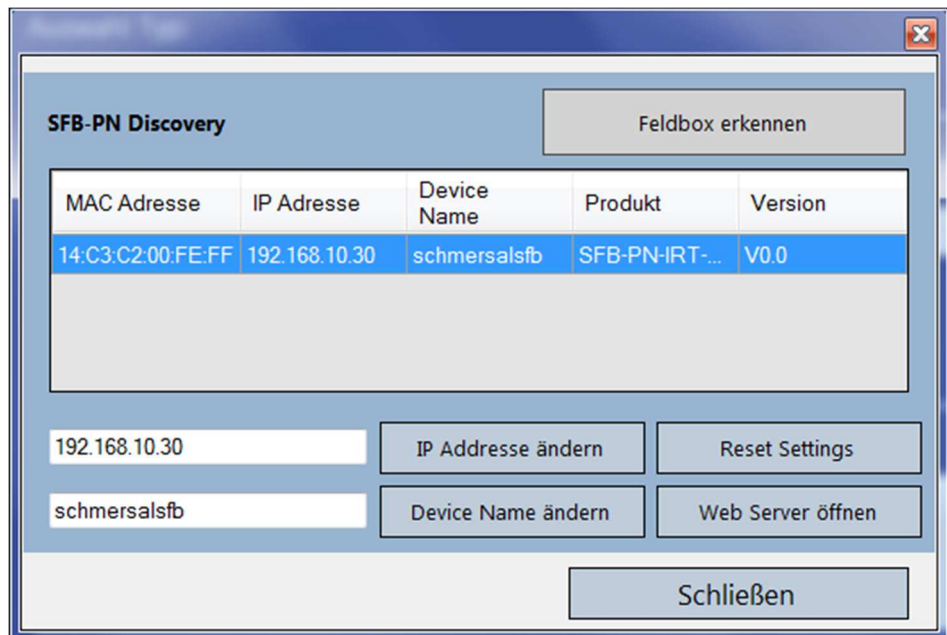 Auswahl Typ
SFB-PN Discovery
Feldbox erkennen
MAC Adresse IP Adresse Device Name Produkt Version
14:C3:C2:00:FE:FF 192.168.10.30 schmersalsfb SFB-PN-IRT-... V0.0
192.168.10.30
IP Addresse ändern
Reset Settings
schmersalsfb
Device Name ändern
Web Server öffnen
Schließen